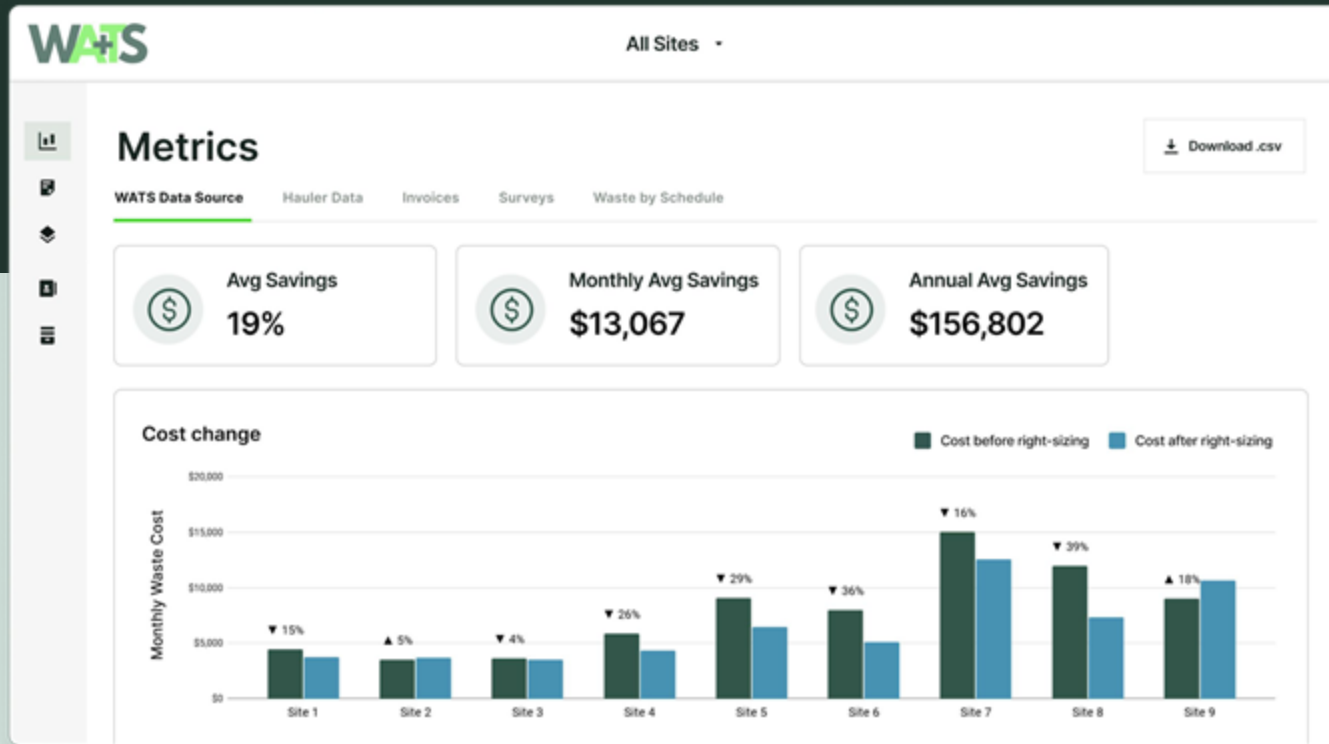 WA+TS
All Sites
Metrics
Download .csv
WATS Data Source Hauler Data Invoices Surveys Waste by Schedule
Avg Savings
19%
Monthly Avg Savings
$13,067
Annual Avg Savings
$156,802
Cost change
Cost before right-sizing Cost after right-sizing
Monthly Waste Cost
$20,000
$15,000
$10,000
$5,000
$0
▼ 15%
▲ 5%
▼ 4%
▼ 26%
▼ 29%
▼ 36%
▼ 16%
▼ 39%
▲ 18%
Site 1 Site 2 Site 3 Site 4 Site 5 Site 6 Site 7 Site 8 Site 9